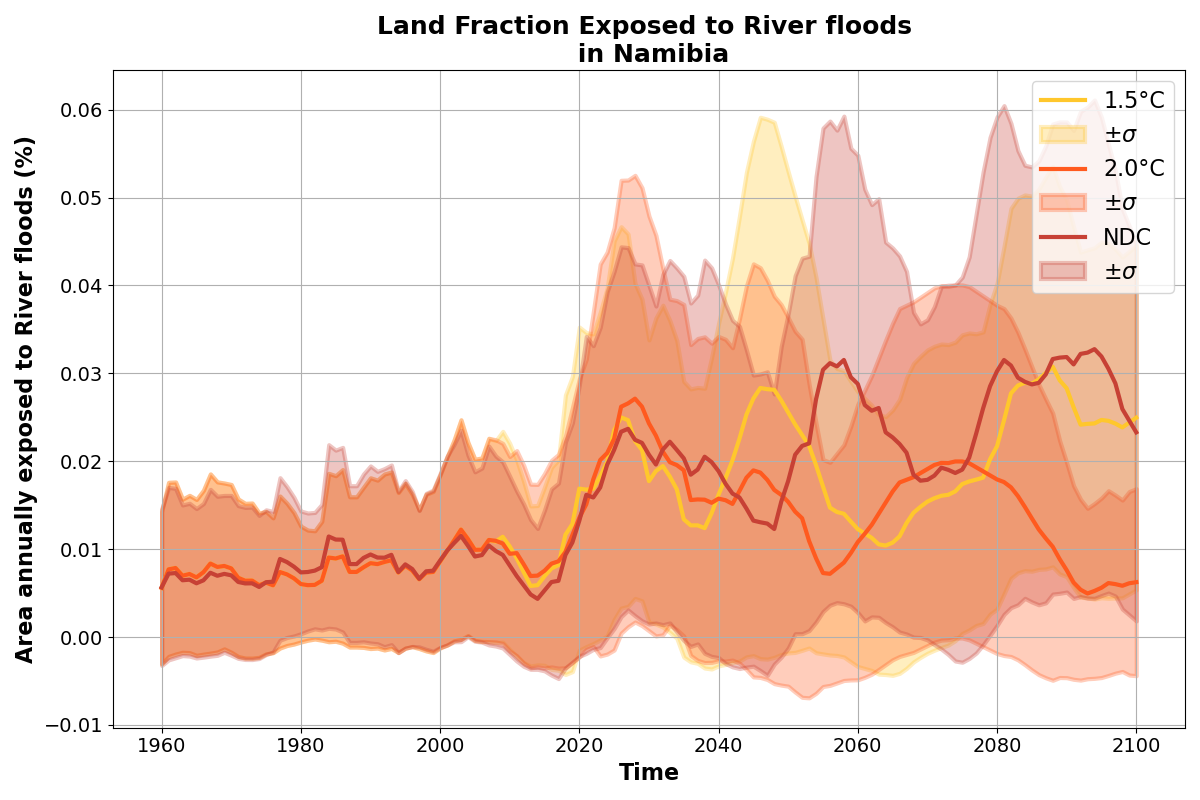 Land Fraction Exposed to River floods
in Namibia
Area annually exposed to River floods (%)
0.06
0.05
0.04
0.03
0.02
0.01
0.00
−0.01
1.5°C
±σ
2.0°C
±σ
NDC
±σ
1960
1980
2000
2020
2040
2060
2080
2100
Time